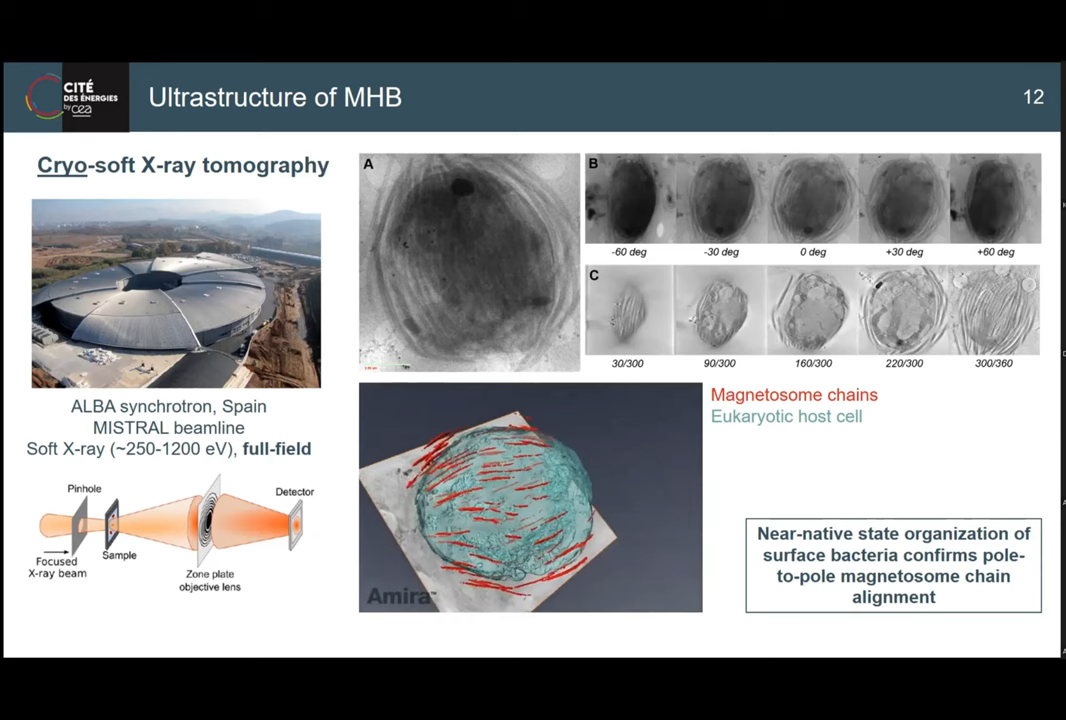 CITÉ
DES ÉNERGIES
by cea
Ultrastructure of MHB
12
Cryo-soft X-ray tomography
ALBA synchrotron, Spain
MISTRAL beamline
Soft X-ray (~250-1200 eV), full-field
Pinhole
Detector
Sample
Focused
X-ray beam
Zone plate
objective lens
A
B
-60 deg
-30 deg
0 deg
+30 deg
+60 deg
C
30/300
90/300
160/300
220/300
300/360
Amira
Magnetosome chains
Eukaryotic host cell
Near-native state organization of
surface bacteria confirms pole-
to-pole magnetosome chain
alignment